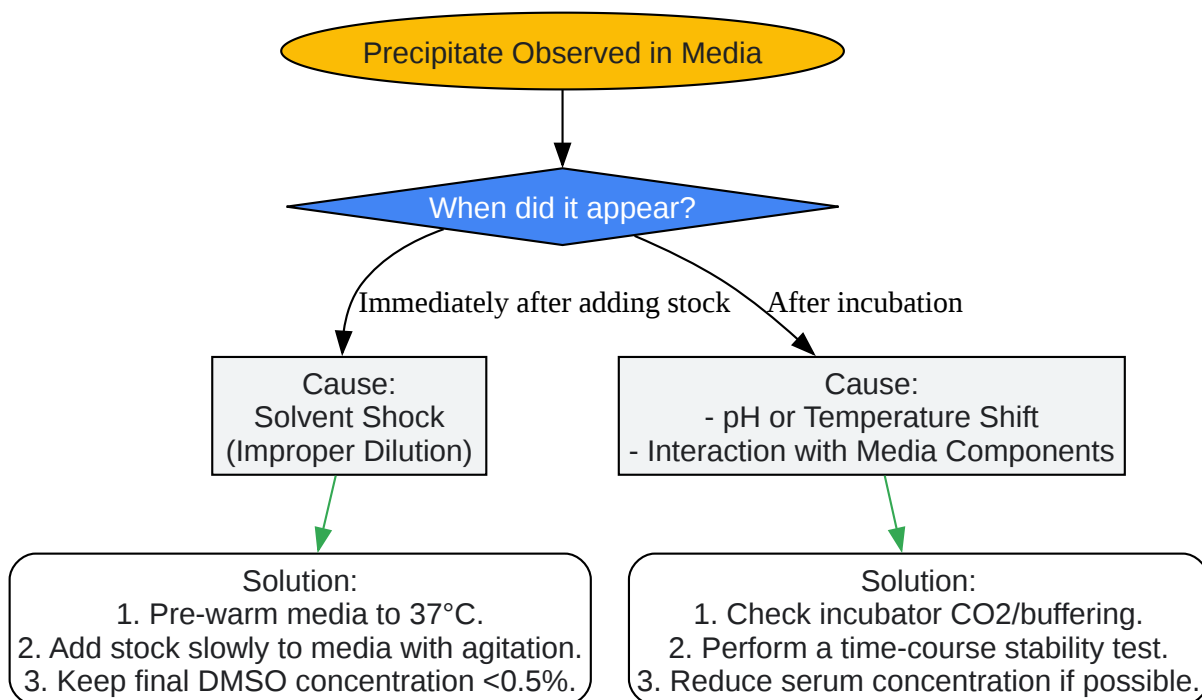 Precipitate Observed in Media
When did it appear?
Immediately after adding stock
After incubation
Cause:
Solvent Shock
(Improper Dilution)
Cause:
- pH or Temperature Shift
- Interaction with Media Components
Solution:
1. Pre-warm media to 37°C.
2. Add stock slowly to media with agitation.
3. Keep final DMSO concentration <0.5%.
Solution:
1. Check incubator CO2/buffering.
2. Perform a time-course stability test.
3. Reduce serum concentration if possible.